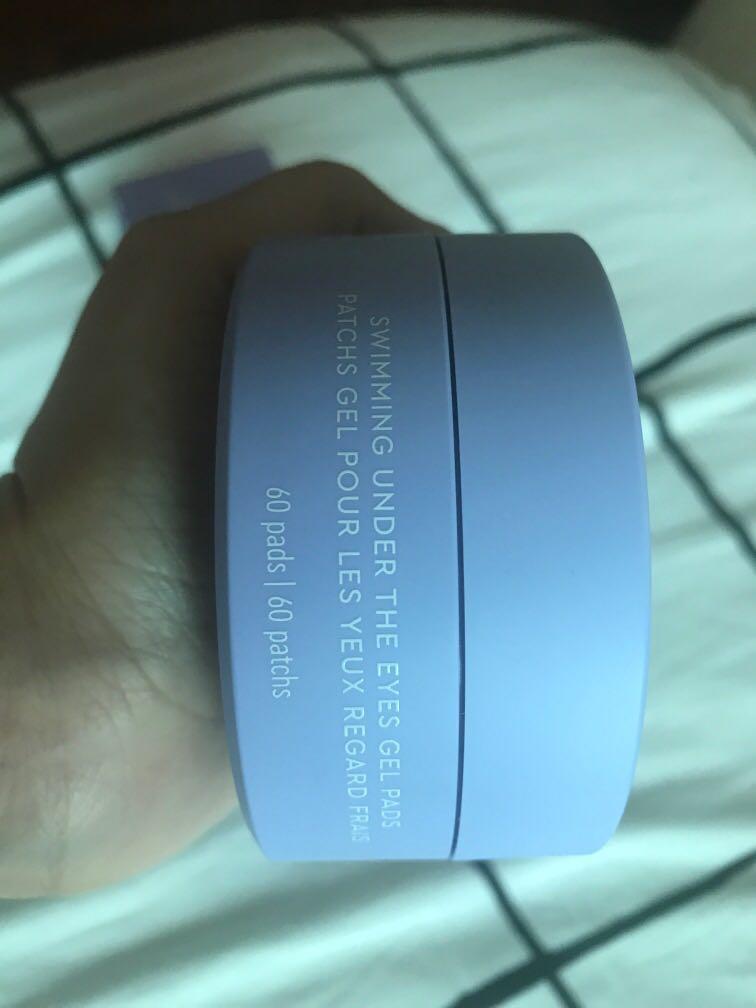 SWIMMING UNDER THE EYES GEL PADS
PATCHS GEL POUR LES YEUX REGARD FRAIS
60 pads | 60 patchs